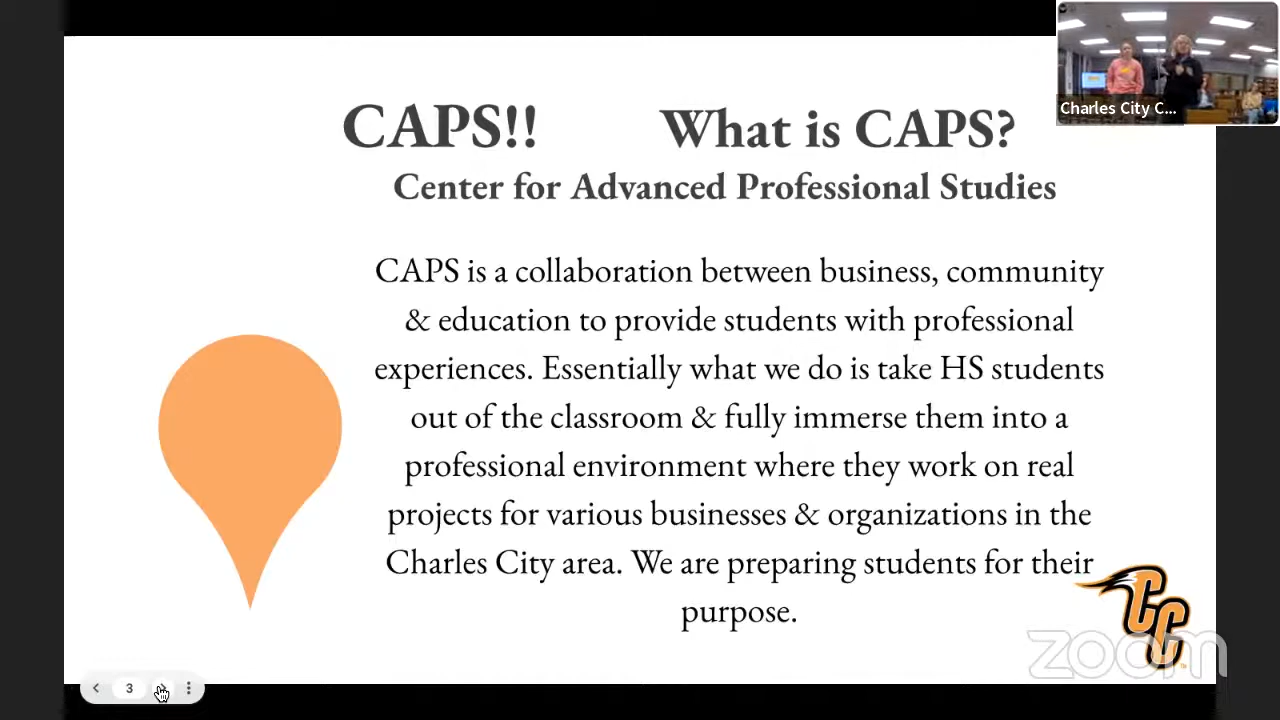 CAPS!! What is CAPS?
Center for Advanced Professional Studies
CAPS is a collaboration between business, community
& education to provide students with professional
experiences. Essentially what we do is take HS students
out of the classroom & fully immerse them into a
professional environment where they work on real
projects for various businesses & organizations in the
Charles City area. We are preparing students for their
purpose.
Charles City C...
CC
zoom
3